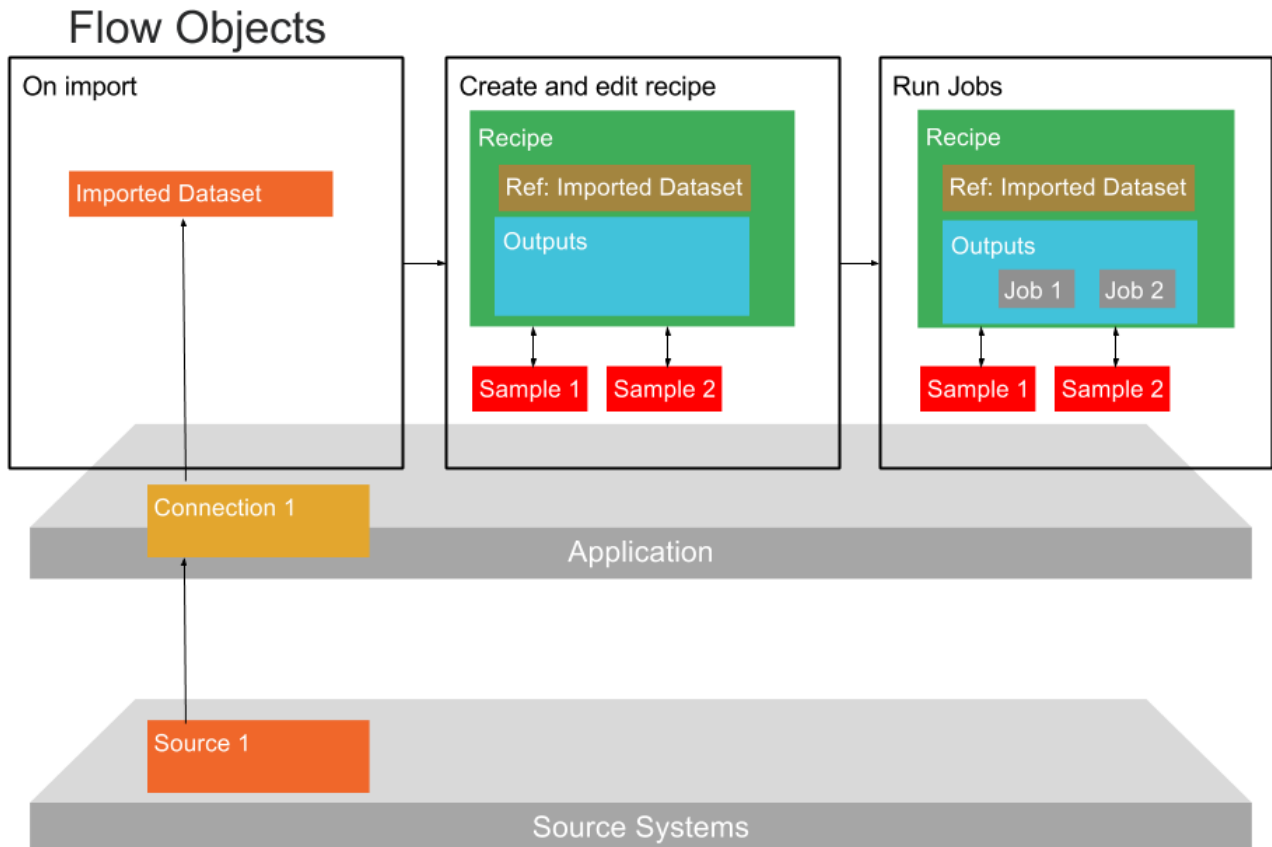 Flow Objects
On import
Imported Dataset
Create and edit recipe
Recipe
Ref: Imported Dataset
Outputs
Sample 1
Sample 2
Run Jobs
Recipe
Ref: Imported Dataset
Outputs
Job 1
Job 2
Sample 1
Sample 2
Connection 1
Application
Source 1
Source Systems